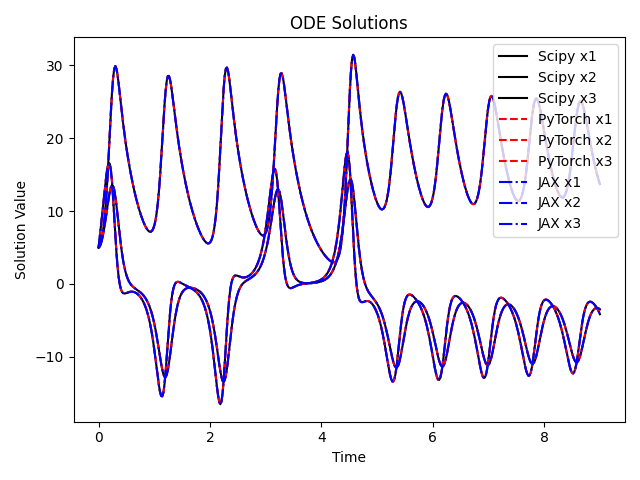 ODE Solutions
Solution Value
30
20
10
0
−10
0
2
4
6
8
Time
Scipy x1
Scipy x2
Scipy x3
PyTorch x1
PyTorch x2
PyTorch x3
JAX x1
JAX x2
JAX x3